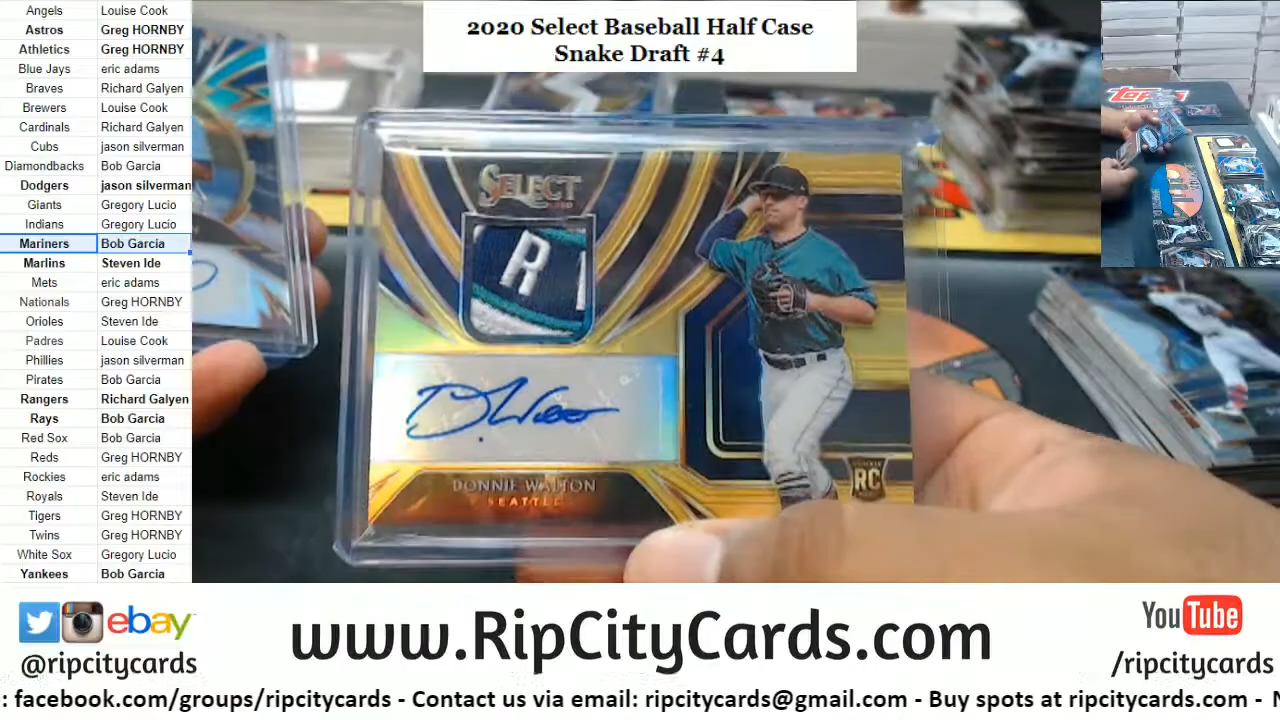 2020 Select Baseball Half Case
Snake Draft #4
Angels Louise Cook
Astros Greg HORNBY
Athletics Greg HORNBY
Blue Jays eric adams
Braves Richard Galyen
Brewers Louise Cook
Cardinals Richard Galyen
Cubs jason silverman
Diamondbacks Bob Garcia
Dodgers jason silverman
Giants Gregory Lucio
Indians Gregory Lucio
Mariners Bob Garcia
Marlins Steven Ide
Mets eric adams
Nationals Greg HORNBY
Orioles Steven Ide
Padres Louise Cook
Phillies jason silverman
Pirates Bob Garcia
Rangers Richard Galyen
Rays Bob Garcia
Red Sox Bob Garcia
Reds Greg HORNBY
Rockies eric adams
Royals Steven Ide
Tigers Greg HORNBY
Twins Greg HORNBY
White Sox Gregory Lucio
Yankees Bob Garcia
SELECT
R
DONNIE WALTON
SEATTLE
RC
Topps
ebay
@ripcitycards
www.RipCityCards.com
YouTube
/ripcitycards
: facebook.com/groups/ripcitycards - Contact us via email: ripcitycards@gmail.com - Buy spots at ripcitycards.com -